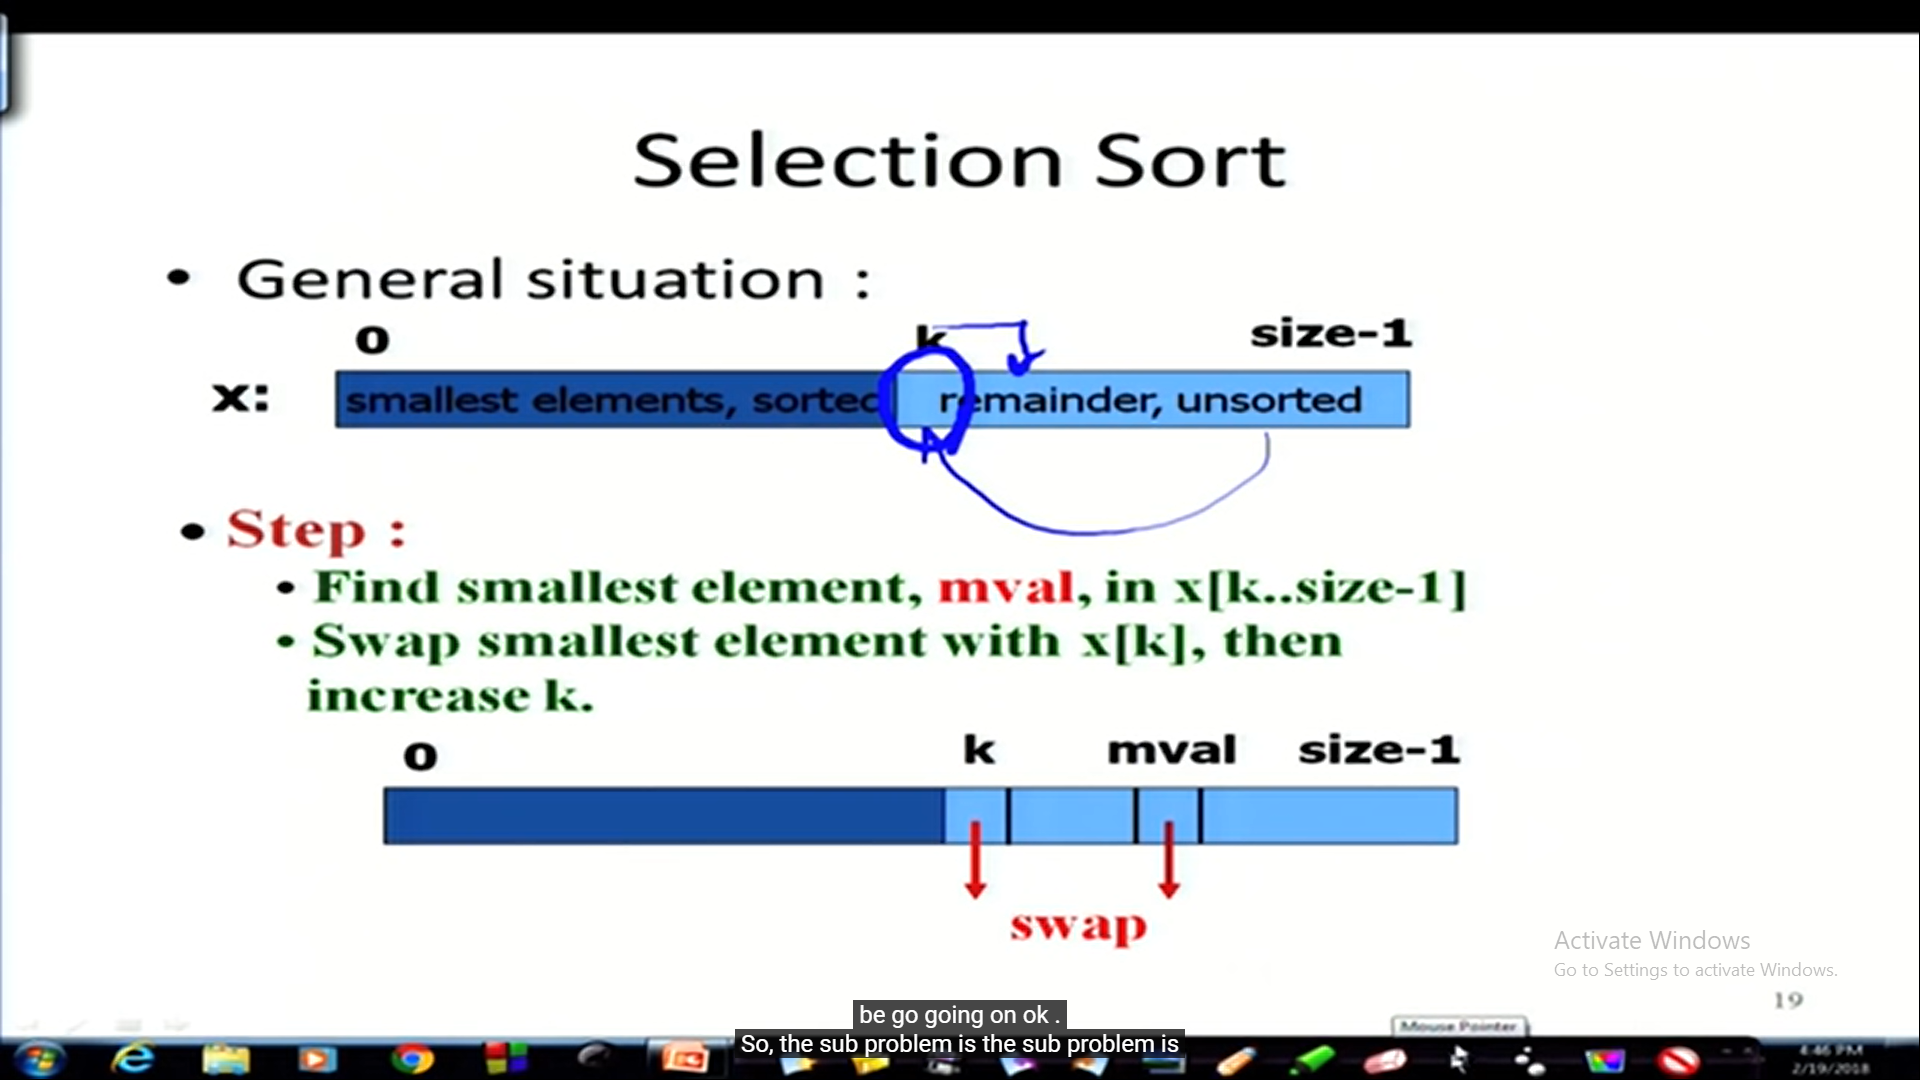 Selection Sort
• General situation :
0 k size-1
x: smallest elements, sorted remainder, unsorted
• Step :
• Find smallest element, mval, in x[k..size-1]
• Swap smallest element with x[k], then
increase k.
0 k mval size-1
swap
Activate Windows
Go to Settings to activate Windows.
19
be go going on ok .
Mouse Pointer
So, the sub problem is the sub problem is
4:46 PM
2/19/2018